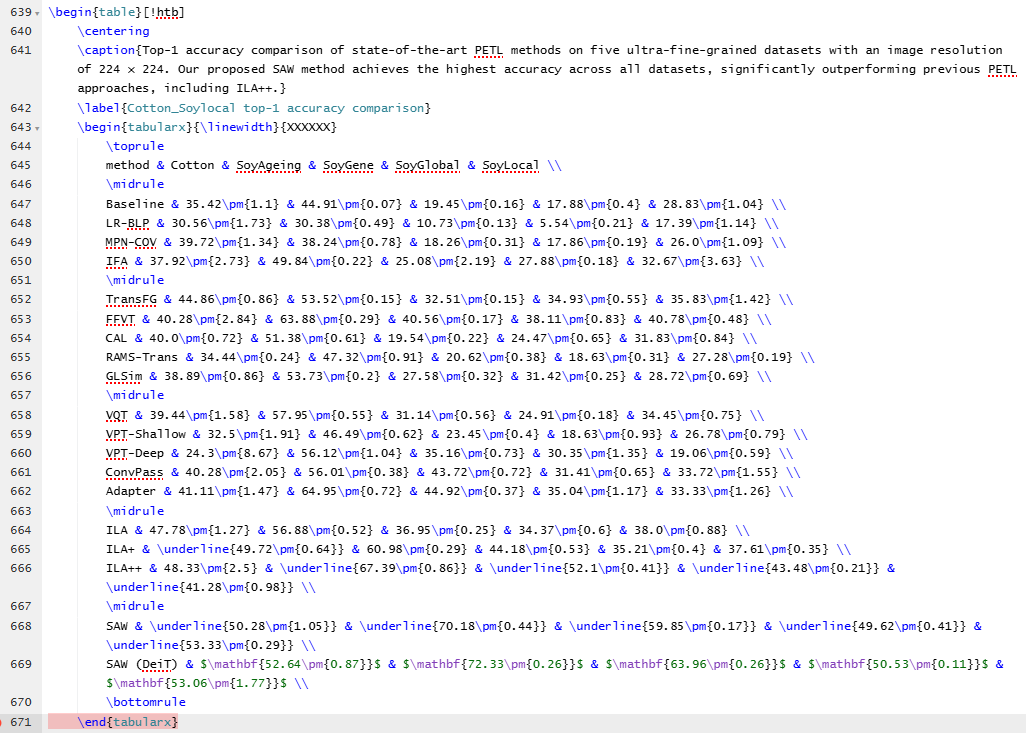 639 \begin{table}[!htb]
640 \centering
641 \caption{Top-1 accuracy comparison of state-of-the-art PETL methods on five ultra-fine-grained datasets with an image resolution
of 224 × 224. Our proposed SAW method achieves the highest accuracy across all datasets, significantly outperforming previous PETL
approaches, including ILA++.}
642 \label{Cotton_Soylocal top-1 accuracy comparison}
643 \begin{tabularx}{\linewidth}{XXXXXX}
644 \toprule
645 method & Cotton & SoyAgeing & SoyGene & SoyGlobal & SoyLocal \\
646 \midrule
647 Baseline & 35.42\pm{1.1} & 44.91\pm{0.07} & 19.45\pm{0.16} & 17.88\pm{0.4} & 28.83\pm{1.04} \\
648 LR-BLP & 30.56\pm{1.73} & 30.38\pm{0.49} & 10.73\pm{0.13} & 5.54\pm{0.21} & 17.39\pm{1.14} \\
649 MPN-COV & 39.72\pm{1.34} & 38.24\pm{0.78} & 18.26\pm{0.31} & 17.86\pm{0.19} & 26.0\pm{1.09} \\
650 IFA & 37.92\pm{2.73} & 49.84\pm{0.22} & 25.08\pm{2.19} & 27.88\pm{0.18} & 32.67\pm{3.63} \\
651 \midrule
652 TransFG & 44.86\pm{0.86} & 53.52\pm{0.15} & 32.51\pm{0.15} & 34.93\pm{0.55} & 35.83\pm{1.42} \\
653 FFVT & 40.28\pm{2.84} & 63.88\pm{0.29} & 40.56\pm{0.17} & 38.11\pm{0.83} & 40.78\pm{0.48} \\
654 CAL & 40.0\pm{0.72} & 51.38\pm{0.61} & 19.54\pm{0.22} & 24.47\pm{0.65} & 31.83\pm{0.84} \\
655 RAMS-Trans & 34.44\pm{0.24} & 47.32\pm{0.91} & 20.62\pm{0.38} & 18.63\pm{0.31} & 27.28\pm{0.19} \\
656 GLSim & 38.89\pm{0.86} & 53.73\pm{0.2} & 27.58\pm{0.32} & 31.42\pm{0.25} & 28.72\pm{0.69} \\
657 \midrule
658 VQT & 39.44\pm{1.58} & 57.95\pm{0.55} & 31.14\pm{0.56} & 24.91\pm{0.18} & 34.45\pm{0.75} \\
659 VPT-Shallow & 32.5\pm{1.91} & 46.49\pm{0.62} & 23.45\pm{0.4} & 18.63\pm{0.93} & 26.78\pm{0.79} \\
660 VPT-Deep & 24.3\pm{8.67} & 56.12\pm{1.04} & 35.16\pm{0.73} & 30.35\pm{1.35} & 19.06\pm{0.59} \\
661 ConvPass & 40.28\pm{2.05} & 56.01\pm{0.38} & 43.72\pm{0.72} & 31.41\pm{0.65} & 33.72\pm{1.55} \\
662 Adapter & 41.11\pm{1.47} & 64.95\pm{0.72} & 44.92\pm{0.37} & 35.04\pm{1.17} & 33.33\pm{1.26} \\
663 \midrule
664 ILA & 47.78\pm{1.27} & 56.88\pm{0.52} & 36.95\pm{0.25} & 34.37\pm{0.6} & 38.0\pm{0.88} \\
665 ILA+ & \underline{49.72\pm{0.64}} & 60.98\pm{0.29} & 44.18\pm{0.53} & 35.21\pm{0.4} & 37.61\pm{0.35} \\
666 ILA++ & 48.33\pm{2.5} & \underline{67.39\pm{0.86}} & \underline{52.1\pm{0.41}} & \underline{43.48\pm{0.21}} &
\underline{41.28\pm{0.98}} \\
667 \midrule
668 SAW & \underline{50.28\pm{1.05}} & \underline{70.18\pm{0.44}} & \underline{59.85\pm{0.17}} & \underline{49.62\pm{0.41}} &
\underline{53.33\pm{0.29}} \\
669 SAW (DeiT) & $\mathbf{52.64\pm{0.87}}$ & $\mathbf{72.33\pm{0.26}}$ & $\mathbf{63.96\pm{0.26}}$ & $\mathbf{50.53\pm{0.11}}$ &
$\mathbf{53.06\pm{1.77}}$ \\
670 \bottomrule
671 \end{tabularx}